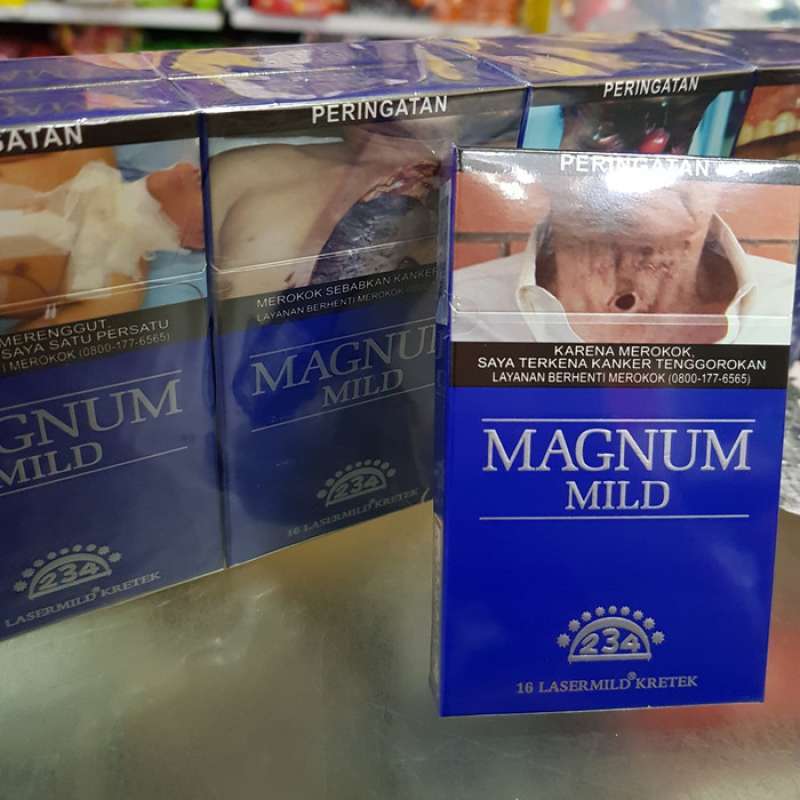 SATAN
MERENGGUT.
SAYA SATU PERSATU
I MEROKOK (0800-177-6565)
GNUM
MILD
234
LASERMILD® KRETEK
PERINGATAN
MEROKOK SEBABKAN KANKER
LAYANAN BERHENTI MEROKOK
MAGNUM
MILD
234
16 LASERMILD® KRETEK
PERINGATAN
PERINGATAN
KARENA MEROKOK,
SAYA TERKENA KANKER TENGGOROKAN
LAYANAN BERHENTI MEROKOK (0800-177-6565)
MAGNUM
MILD
234
16 LASERMILD® KRETEK